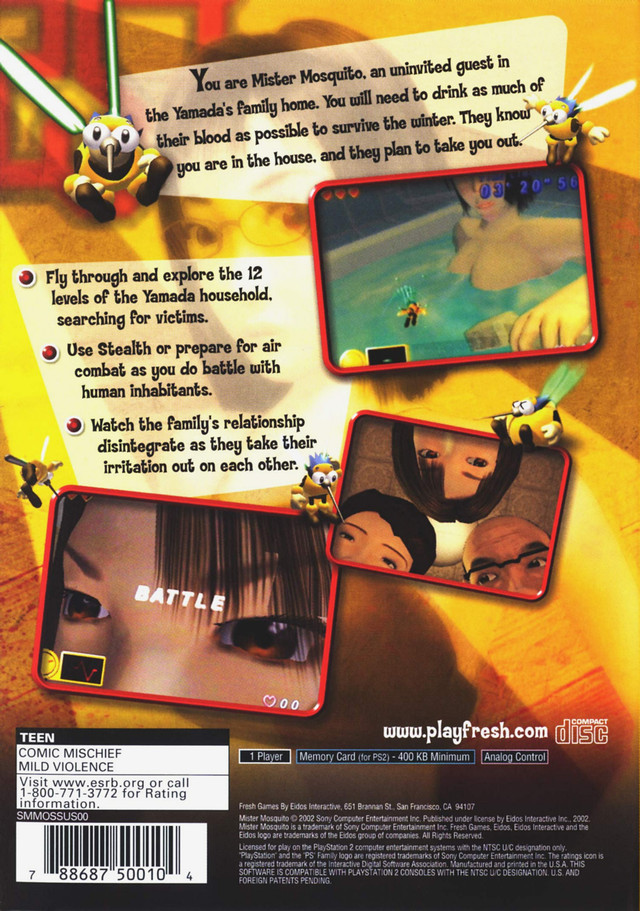 You are Mister Mosquito, an uninvited guest in
the Yamada's family home. You will need to drink as much of
their blood as possible to survive the winter. They know
you are in the house, and they plan to take you out.
03' 20" 56
Fly through and explore the 12
levels of the Yamada household,
searching for victims.
Use Stealth or prepare for air
combat as you do battle with
human inhabitants.
Watch the family's relationship
disintegrate as they take their
irritation out on each other.
BATTLE
00
www.playfresh.com
COMPACT
disc
TEEN
COMIC MISCHIEF
MILD VIOLENCE
Visit www.esrb.org or call
1-800-771-3772 for Rating
information.
SMMOSSUS00
7 88687 50010 4
1 Player
Memory Card (for PS2) - 400 KB Minimum
Analog Control
Fresh Games By Eidos Interactive, 651 Brannan St., San Francisco, CA 94107
Mister Mosquito © 2002 Sony Computer Entertainment Inc. Published under license by Eidos Interactive Inc., 2002.
Mister Mosquito is a trademark of Sony Computer Entertainment Inc. Fresh Games, Eidos, Eidos Interactive and the
Eidos logo are trademarks of the Eidos group of companies. All Rights Reserved.
Licensed for play on the PlayStation 2 computer entertainment systems with the NTSC U/C designation only.
"PlayStation" and the "PS" Family logo are registered trademarks of Sony Computer Entertainment Inc. The ratings icon is
a registered trademark of the Interactive Digital Software Association. Manufactured and printed in the U.S.A. THIS
SOFTWARE IS COMPATIBLE WITH PLAYSTATION 2 CONSOLES WITH THE NTSC U/C DESIGNATION. U.S. AND
FOREIGN PATENTS PENDING.